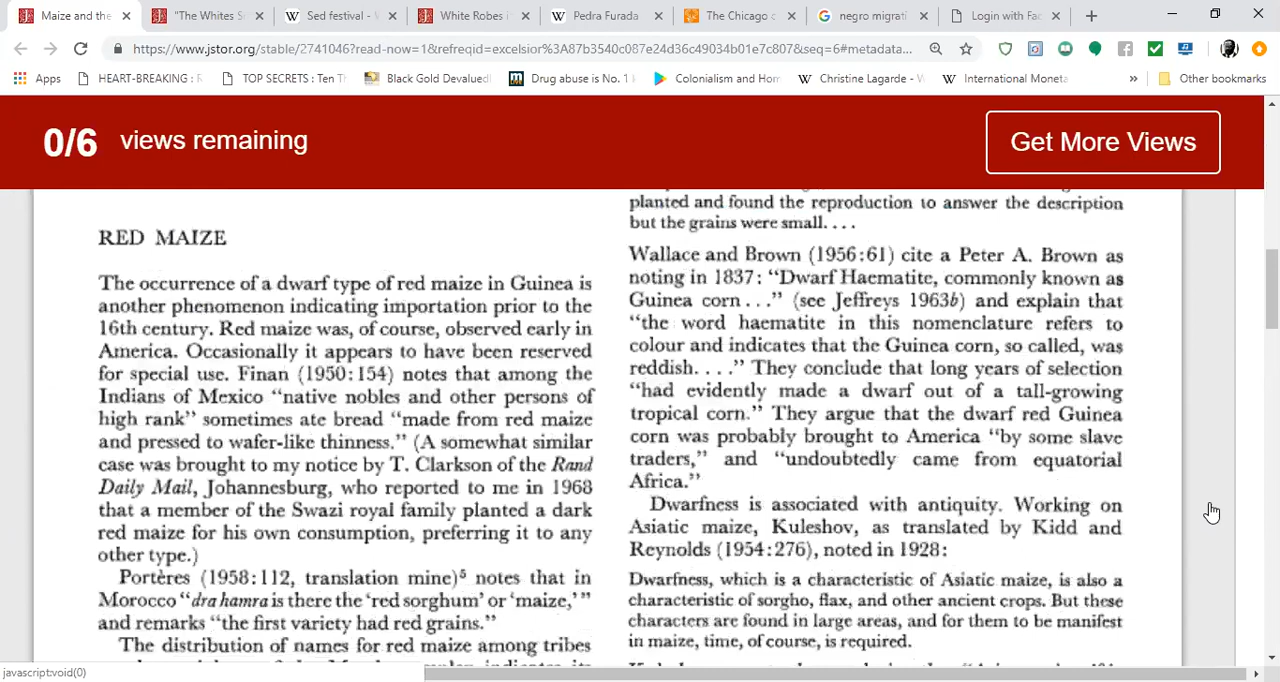 Maize and the
"The Whites S
Sed festival -
White Robes i
Pedra Furada
The Chicago
negro migrati
Login with Fac
https://www.jstor.org/stable/2741046?read-now=1&refreqid=excelsior%3A87b3540c087e24d36c49034b01e7c807&seq=6#metadata...
Apps
HEART-BREAKING :
TOP SECRETS : Ten Th
Black Gold Devalued
Drug abuse is No. 1
Colonialism and Hom
Christine Lagarde - W
International Moneta
»
Other bookmarks
0/6 views remaining
Get More Views
RED MAIZE
The occurrence of a dwarf type of red maize in Guinea is
another phenomenon indicating importation prior to the
16th century. Red maize was, of course, observed early in
America. Occasionally it appears to have been reserved
for special use. Finan (1950:154) notes that among the
Indians of Mexico "native nobles and other persons of
high rank" sometimes ate bread "made from red maize
and pressed to wafer-like thinness." (A somewhat similar
case was brought to my notice by T. Clarkson of the Rand
Daily Mail, Johannesburg, who reported to me in 1968
that a member of the Swazi royal family planted a dark
red maize for his own consumption, preferring it to any
other type.)
Portères (1958:112, translation mine)⁵ notes that in
Morocco "dra hamra is there the 'red sorghum' or 'maize,'"
and remarks "the first variety had red grains."
The distribution of names for red maize among tribes
planted and found the reproduction to answer the description
but the grains were small. . . .
Wallace and Brown (1956:61) cite a Peter A. Brown as
noting in 1837: "Dwarf Haematite, commonly known as
Guinea corn . . ." (see Jeffreys 1963b) and explain that
"the word haematite in this nomenclature refers to
colour and indicates that the Guinea corn, so called, was
reddish. . . ." They conclude that long years of selection
"had evidently made a dwarf out of a tall-growing
tropical corn." They argue that the dwarf red Guinea
corn was probably brought to America "by some slave
traders," and "undoubtedly came from equatorial
Africa."
Dwarfness is associated with antiquity. Working on
Asiatic maize, Kuleshov, as translated by Kidd and
Reynolds (1954:276), noted in 1928:
Dwarfness, which is a characteristic of Asiatic maize, is also a
characteristic of sorgho, flax, and other ancient crops. But these
characters are found in large areas, and for them to be manifest
in maize, time, of course, is required.
javascript:void(0)